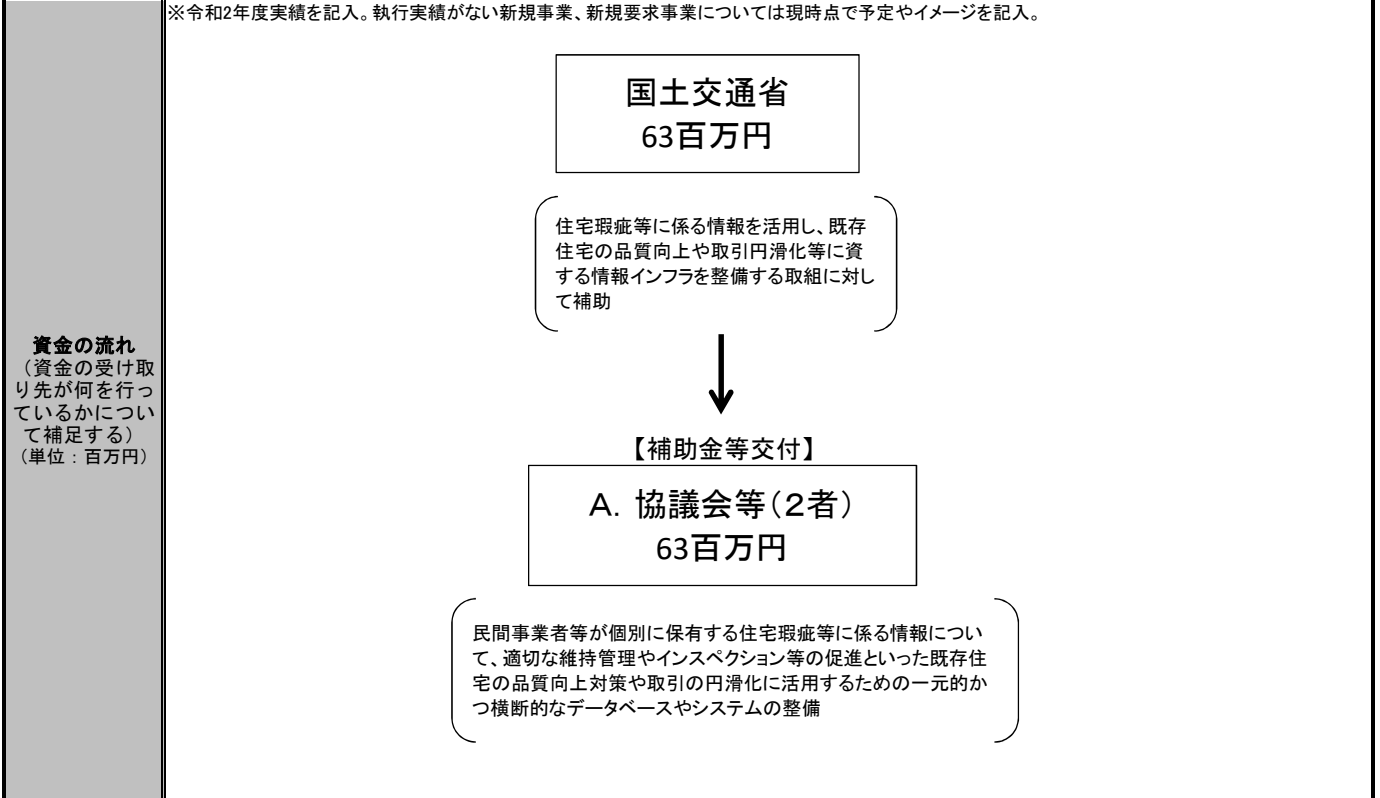 ※令和2年度実績を記入。執行実績がない新規事業、新規要求事業については現時点で予定やイメージを記入。
資金の流れ
（資金の受け取
り先が何を行っ
ているかについ
て補足する）
（単位：百万円）
国土交通省
63百万円
住宅瑕疵等に係る情報を活用し、既存
住宅の品質向上や取引円滑化等に資
する情報インフラを整備する取組に対し
て補助
【補助金等交付】
A．協議会等（２者）
63百万円
民間事業者等が個別に保有する住宅瑕疵等に係る情報につい
て、適切な維持管理やインスペクション等の促進といった既存住
宅の品質向上対策や取引の円滑化に活用するための一元的か
つ横断的なデータベースやシステムの整備